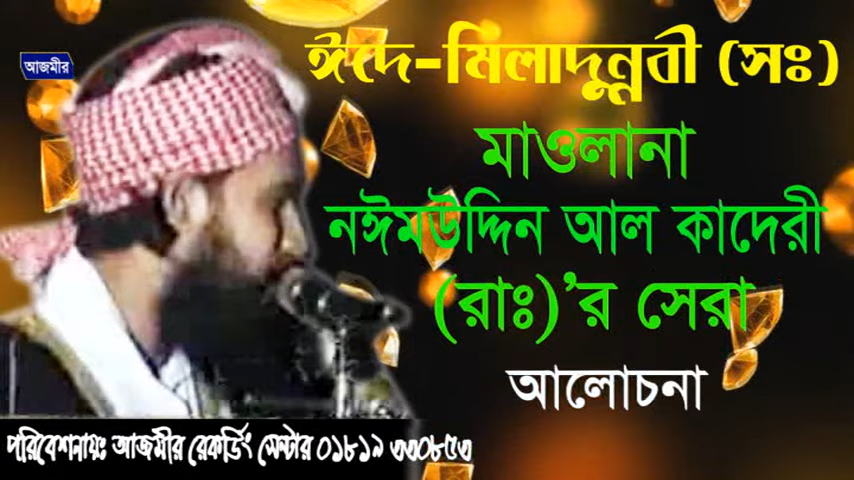 আজমীর
ঈদে-মিলাদুন্নবী (সঃ)
মাওলানা
নঈমউদ্দিন আল কাদেরী
(রাঃ)'র সেরা
আলোচনা
পরিবেশনায়ঃ আজমীর রেকর্ডিং সেন্টার ০১৮১৯ ৩৩০৮৫৩